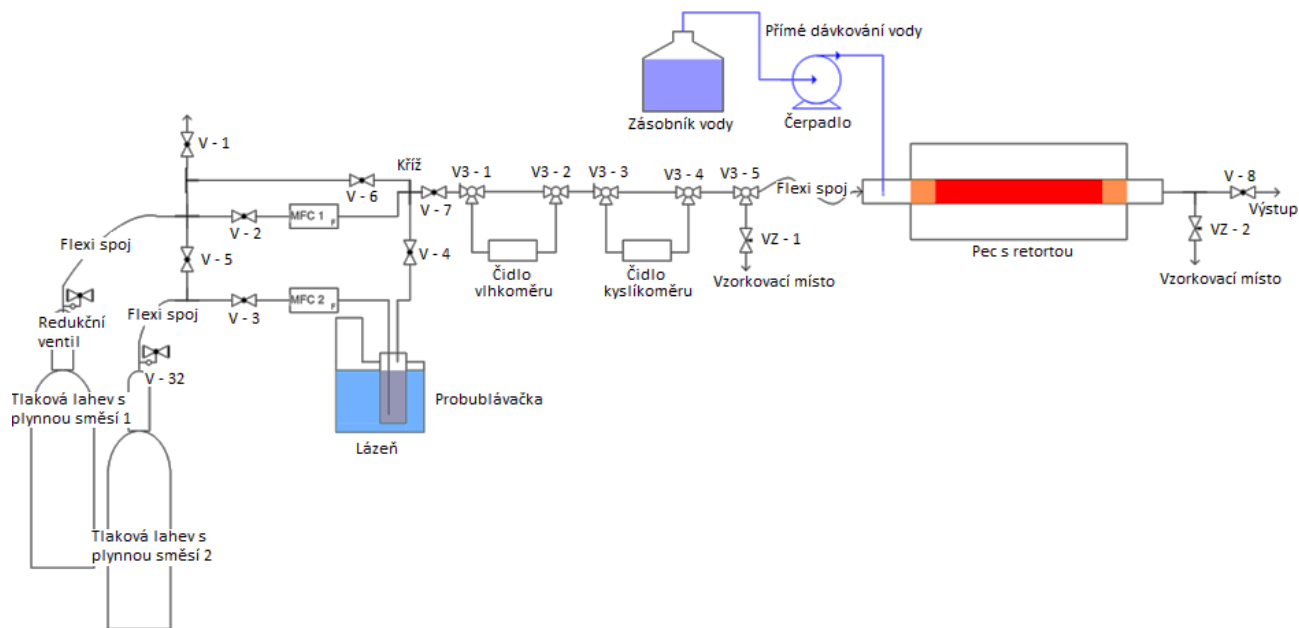 Přímé dávkování vody
Zásobník vody
Čerpadlo
V - 1
Kříž
V - 6
V3 - 1
V3 - 2
V3 - 3
V3 - 4
V3 - 5
Flexi spoj
V - 7
V - 8
Výstup
MFC 1
F
V - 2
Flexi spoj
V - 5
V - 4
Čidlo
vlhkoměru
Čidlo
kyslíkoměru
VZ - 1
Vzorkovací místo
Pec s retortou
VZ - 2
Vzorkovací místo
MFC 2
F
V - 3
Flexi spoj
Redukční
ventil
V - 32
Tlaková lahev s
plynnou směsí 1
Probublávačka
Lázeň
Tlaková lahev s
plynnou směsí 2